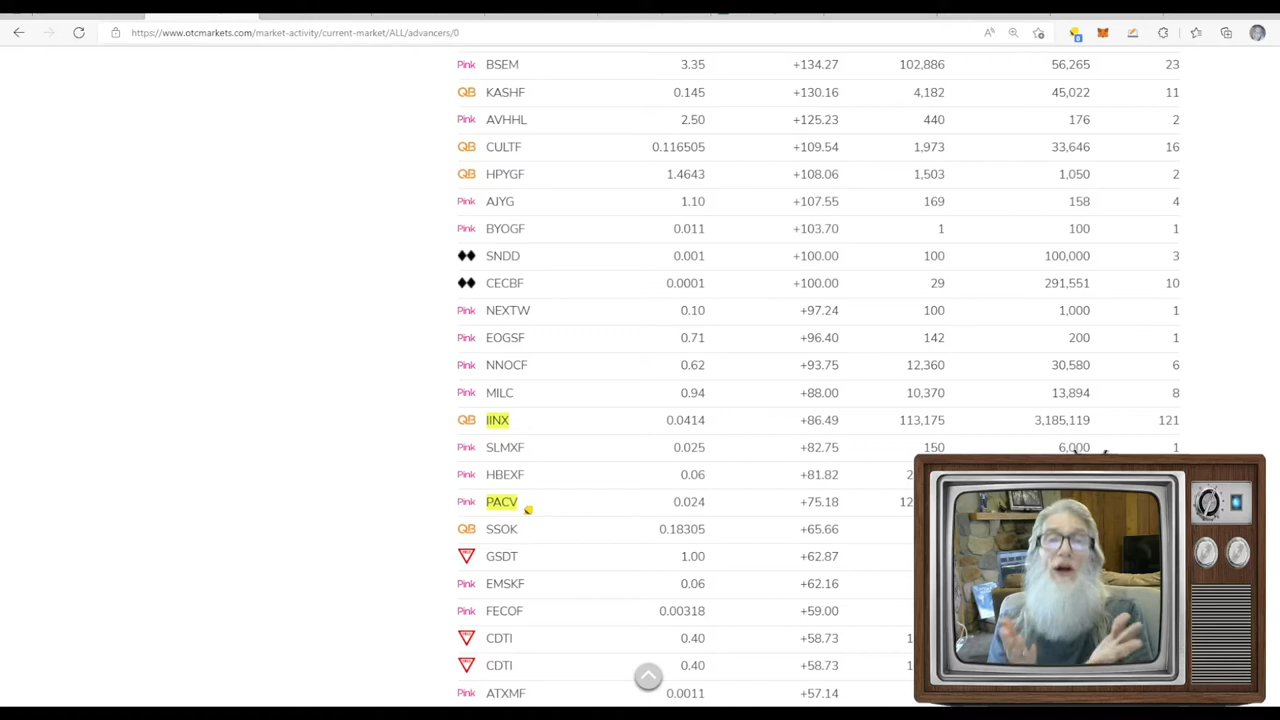 https://www.otcmarkets.com/market-activity/current-market/ALL/advancers/0
Pink BSEM 3.35 +134.27 102,886 56,265 23
QB KASHF 0.145 +130.16 4,182 45,022 11
Pink AVHHL 2.50 +125.23 440 176 2
QB CULTF 0.116505 +109.54 1,973 33,646 16
QB HPYGF 1.4643 +108.06 1,503 1,050 2
Pink AJYG 1.10 +107.55 169 158 4
Pink BYOGF 0.011 +103.70 1 100 1
SNDD 0.001 +100.00 100 100,000 3
CECBF 0.0001 +100.00 29 291,551 10
Pink NEXTW 0.10 +97.24 100 1,000 1
Pink EOGSF 0.71 +96.40 142 200 1
Pink NNOCF 0.62 +93.75 12,360 30,580 6
Pink MILC 0.94 +88.00 10,370 13,894 8
QB IINX 0.0414 +86.49 113,175 3,185,119 121
Pink SLMXF 0.025 +82.75 150 6,000 1
Pink HBEXF 0.06 +81.82 2
Pink PACV 0.024 +75.18 12
QB SSOK 0.18305 +65.66
GSDT 1.00 +62.87
Pink EMSKF 0.06 +62.16
Pink FECOF 0.00318 +59.00
CDTI 0.40 +58.73 1
CDTI 0.40 +58.73 1
Pink ATXMF 0.0011 +57.14